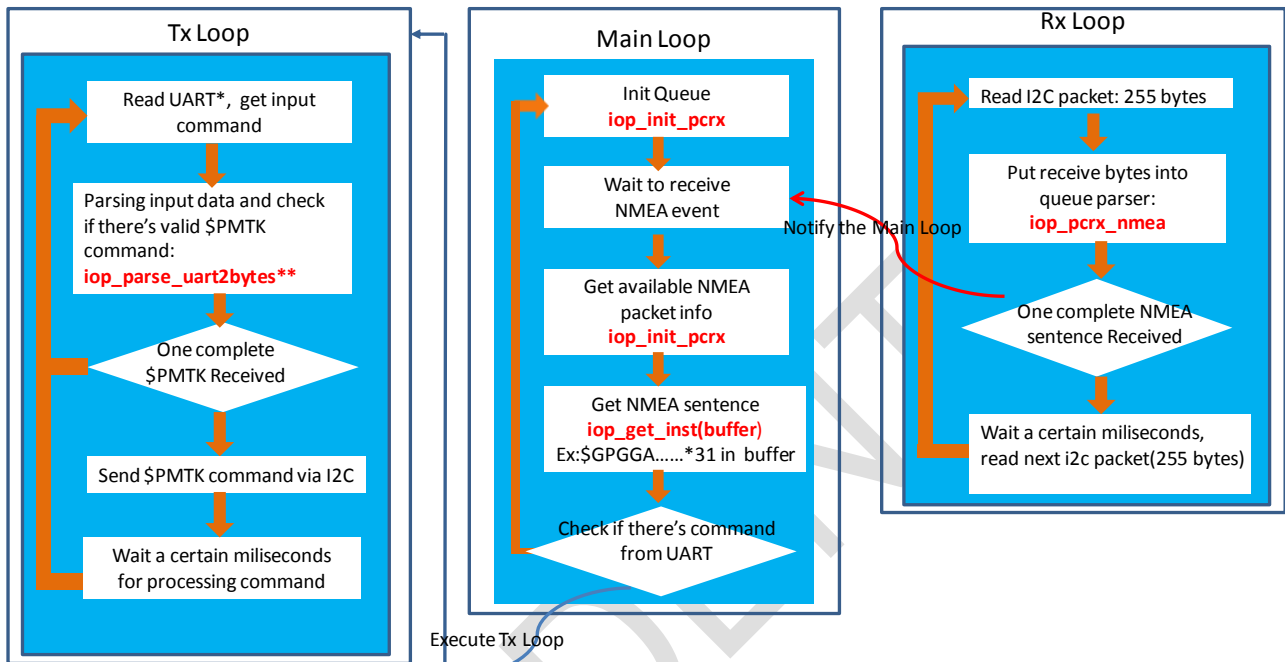 Tx Loop
Read UART*, get input
command
Parsing input data and check
if there's valid $PMTK
command:
iop_parse_uart2bytes**
One complete
$PMTK Received
Send $PMTK command via I2C
Wait a certain miliseconds
for processing command
Main Loop
Init Queue
iop_init_pcrx
Wait to receive
NMEA event
Notify the Main Loop
Get available NMEA
packet info
iop_init_pcrx
Get NMEA sentence
iop_get_inst(buffer)
Ex:$GPGGA......*31 in buffer
Check if there's command
from UART
Execute Tx Loop
Rx Loop
Read I2C packet: 255 bytes
Put receive bytes into
queue parser:
iop_pcrx_nmea
One complete NMEA
sentence Received
Wait a certain miliseconds,
read next i2c packet(255 bytes)